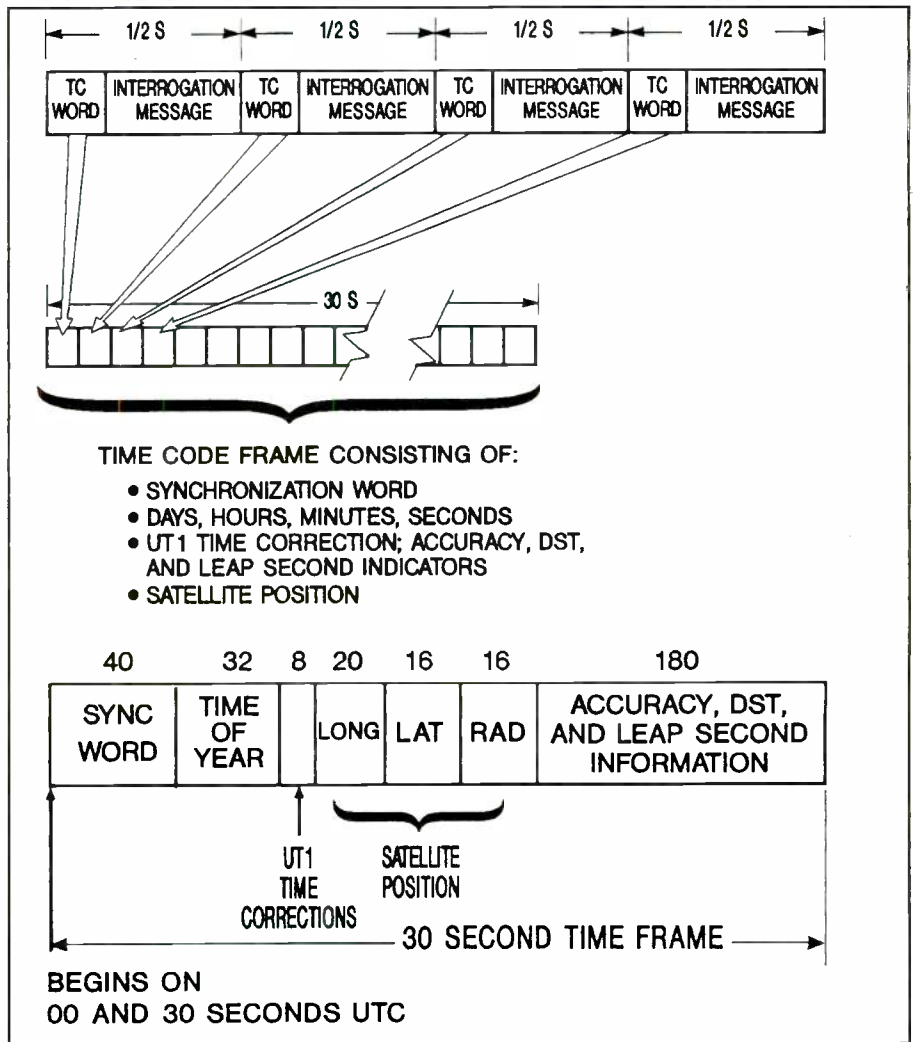 1/2 S 1/2 S 1/2 S 1/2 S
TC WORD INTERROGATION MESSAGE TC WORD INTERROGATION MESSAGE TC WORD INTERROGATION MESSAGE TC WORD INTERROGATION MESSAGE
30 S
TIME CODE FRAME CONSISTING OF:
• SYNCHRONIZATION WORD
• DAYS, HOURS, MINUTES, SECONDS
• UT1 TIME CORRECTION; ACCURACY, DST,
AND LEAP SECOND INDICATORS
• SATELLITE POSITION
40 32 8 20 16 16 180
SYNC WORD TIME OF YEAR LONG LAT RAD ACCURACY, DST, AND LEAP SECOND INFORMATION
UT1 TIME CORRECTIONS
SATELLITE POSITION
30 SECOND TIME FRAME
BEGINS ON
00 AND 30 SECONDS UTC